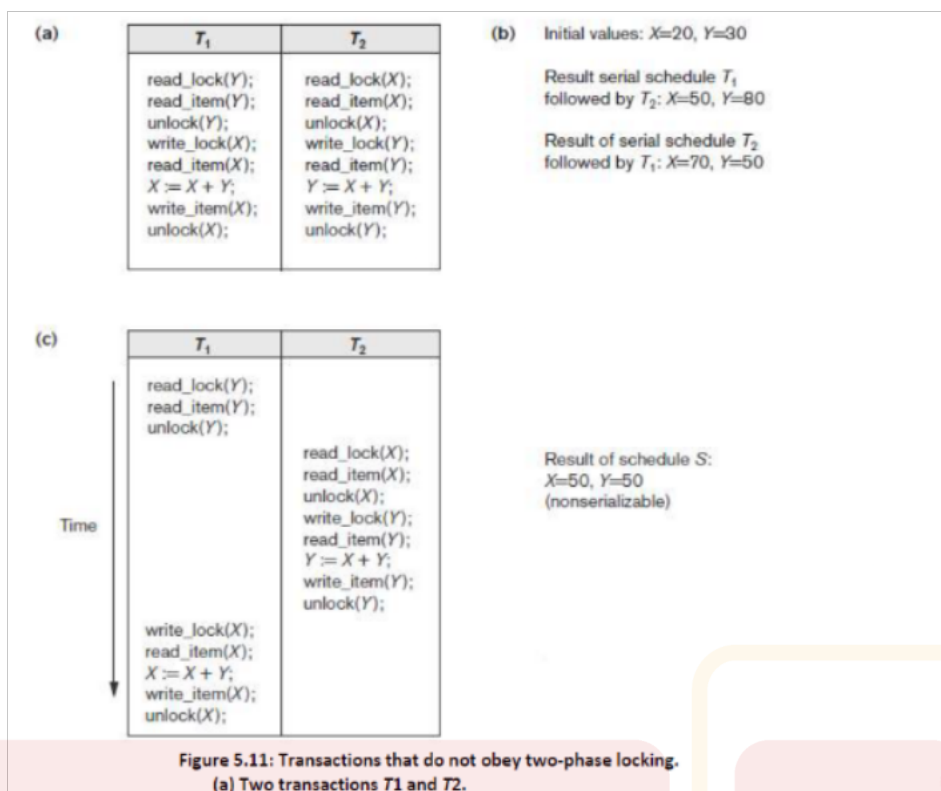 (a)
T₁ T₂
read_lock(Y); read_lock(X);
read_item(Y); read_item(X);
unlock(Y); unlock(X);
write_lock(X); write_lock(Y);
read_item(X); read_item(Y);
X := X + Y; Y := X + Y;
write_item(X); write_item(Y);
unlock(X); unlock(Y);
(b) Initial values: X=20, Y=30
Result serial schedule T₁
followed by T₂: X=50, Y=80
Result of serial schedule T₂
followed by T₁: X=70, Y=50
(c)
T₁ T₂
Time
read_lock(Y);
read_item(Y);
unlock(Y);
read_lock(X);
read_item(X);
unlock(X);
write_lock(Y);
read_item(Y);
Y := X + Y;
write_item(Y);
unlock(Y);
write_lock(X);
read_item(X);
X := X + Y;
write_item(X);
unlock(X);
Result of schedule S:
X=50, Y=50
(nonserializable)
Figure 5.11: Transactions that do not obey two-phase locking.
(a) Two transactions T1 and T2.